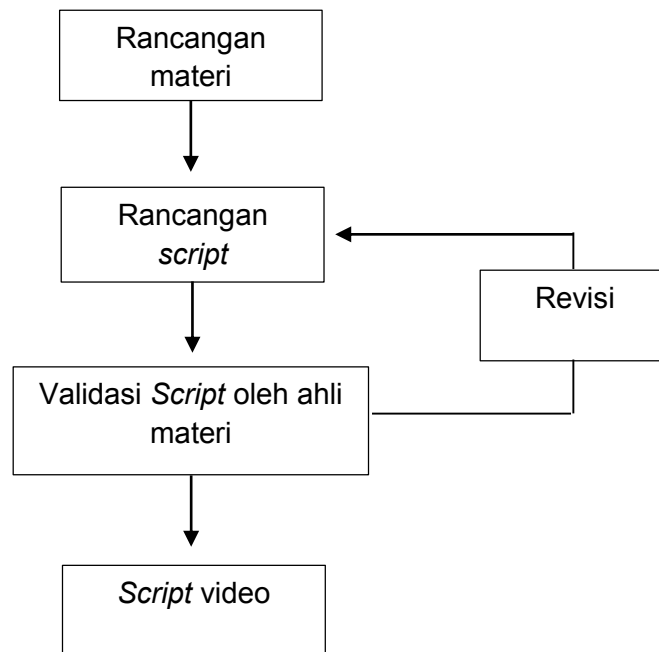 Rancangan
materi
Rancangan
script
Revisi
Validasi Script oleh ahli
materi
Script video